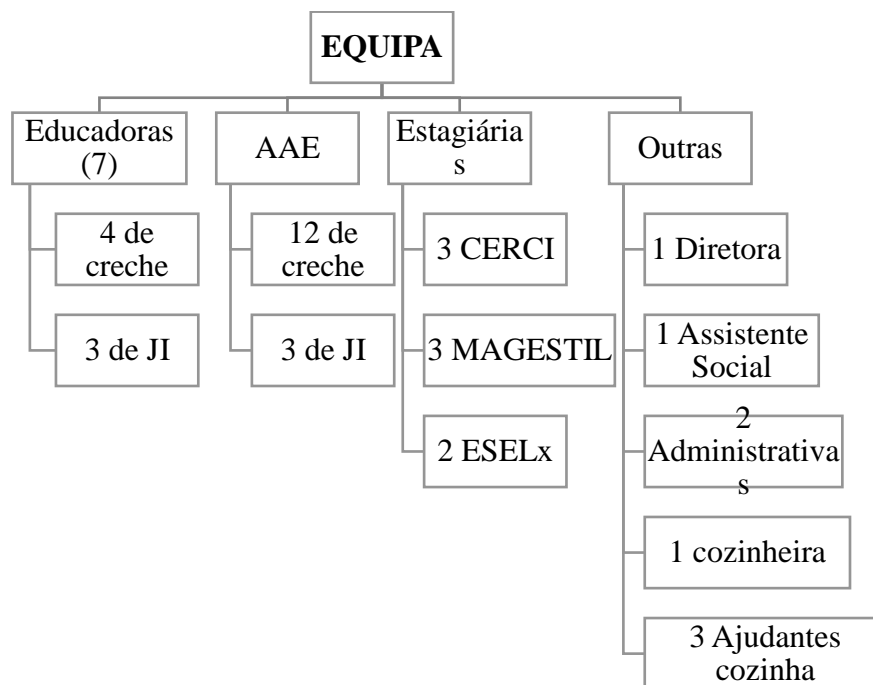 EQUIPA
Educadoras
(7)
4 de
creche
3 de JI
AAE
12 de
creche
3 de JI
Estagiária
s
3 CERCI
3 MAGESTIL
2 ESELx
Outras
1 Diretora
1 Assistente
Social
2
Administrativa
s
1 cozinheira
3 Ajudantes
cozinha